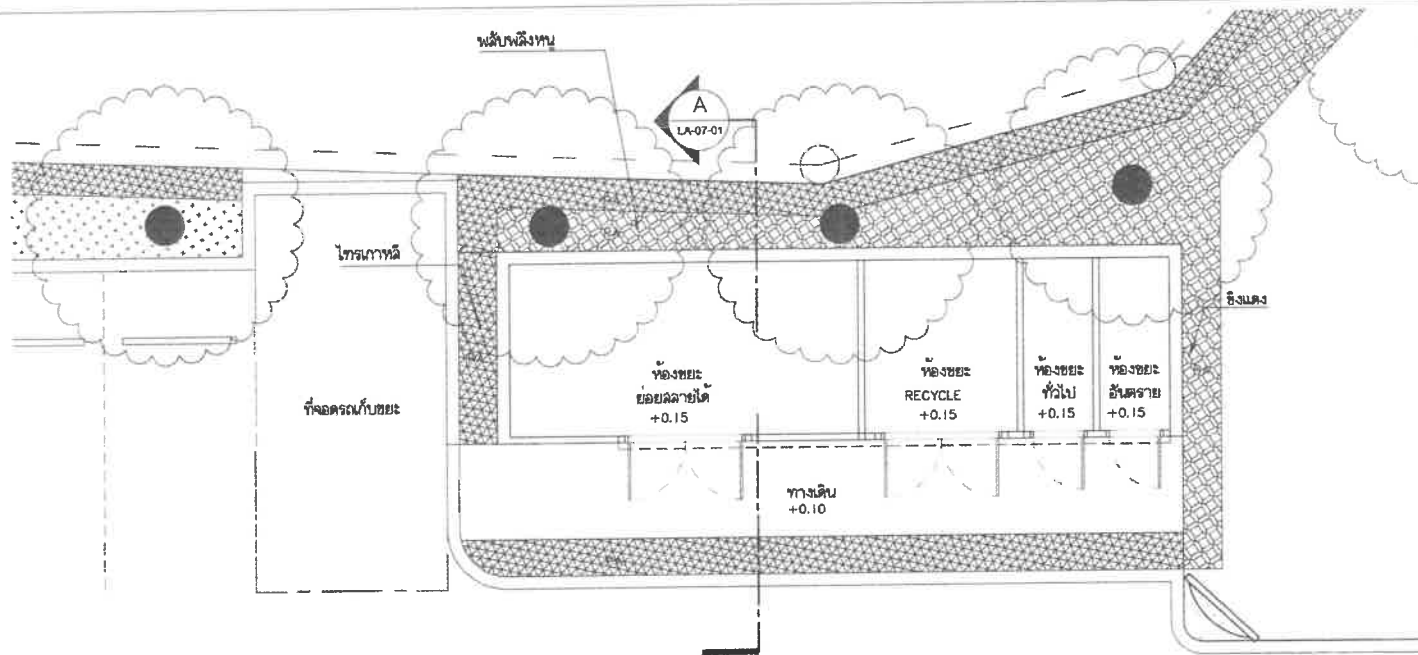 พลับพลึงหนู
A
LA-07-01
ไทรเกาหลี
ขิงแดง
ที่จอดรถเก็บขยะ
ห้องขยะ
ย่อยสลายได้
+0.15
ห้องขยะ
RECYCLE
+0.15
ห้องขยะ
ทั่วไป
+0.15
ห้องขยะ
อันตราย
+0.15
ทางเดิน
+0.10